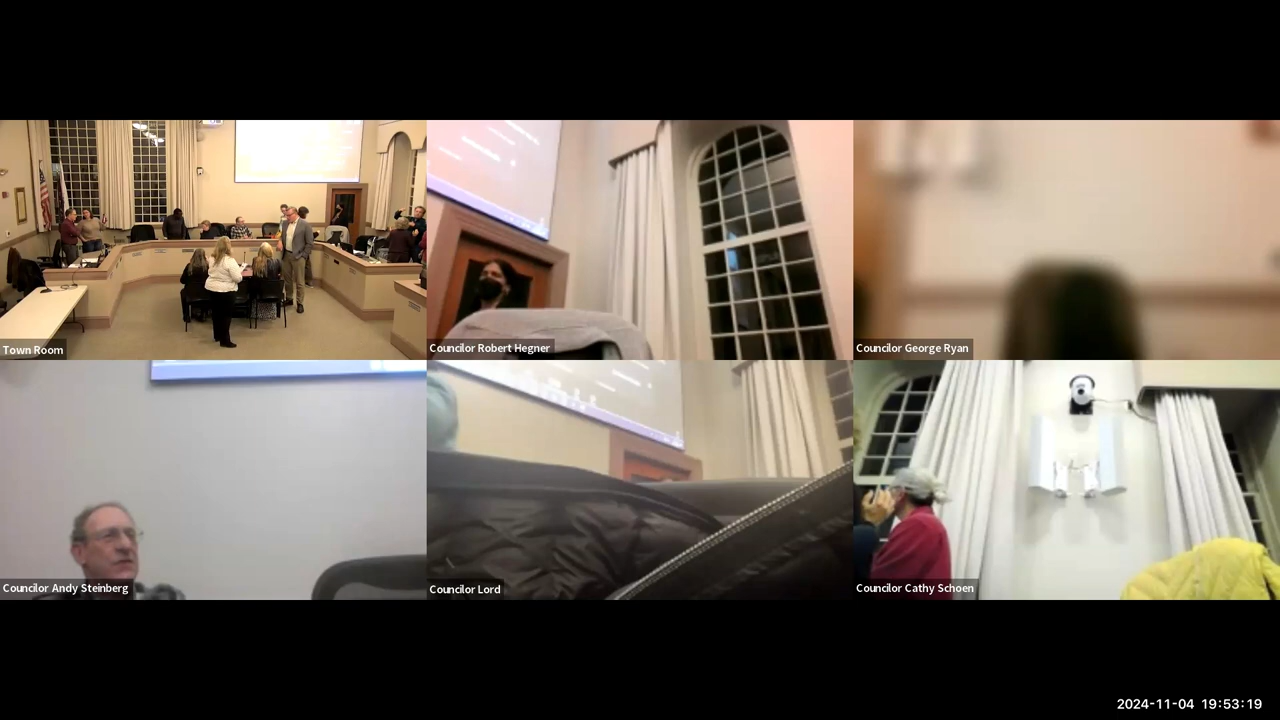 Town Room
Councilor Robert Hegner
Councilor George Ryan
Councilor Andy Steinberg
Councilor Lord
Councilor Cathy Schoen
2024-11-04 19:53:19